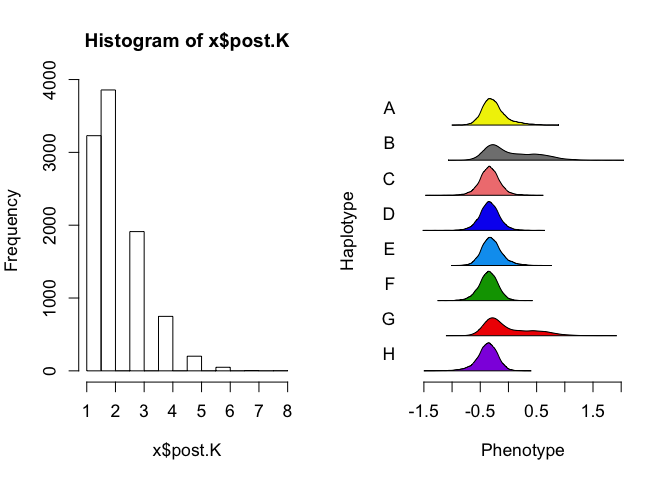 Histogram of x$post.K
Frequency
4000
3000
2000
1000
0
1 2 3 4 5 6 7 8
x$post.K
Haplotype
A
B
C
D
E
F
G
H
-1.5 -0.5 0.5 1.5
Phenotype